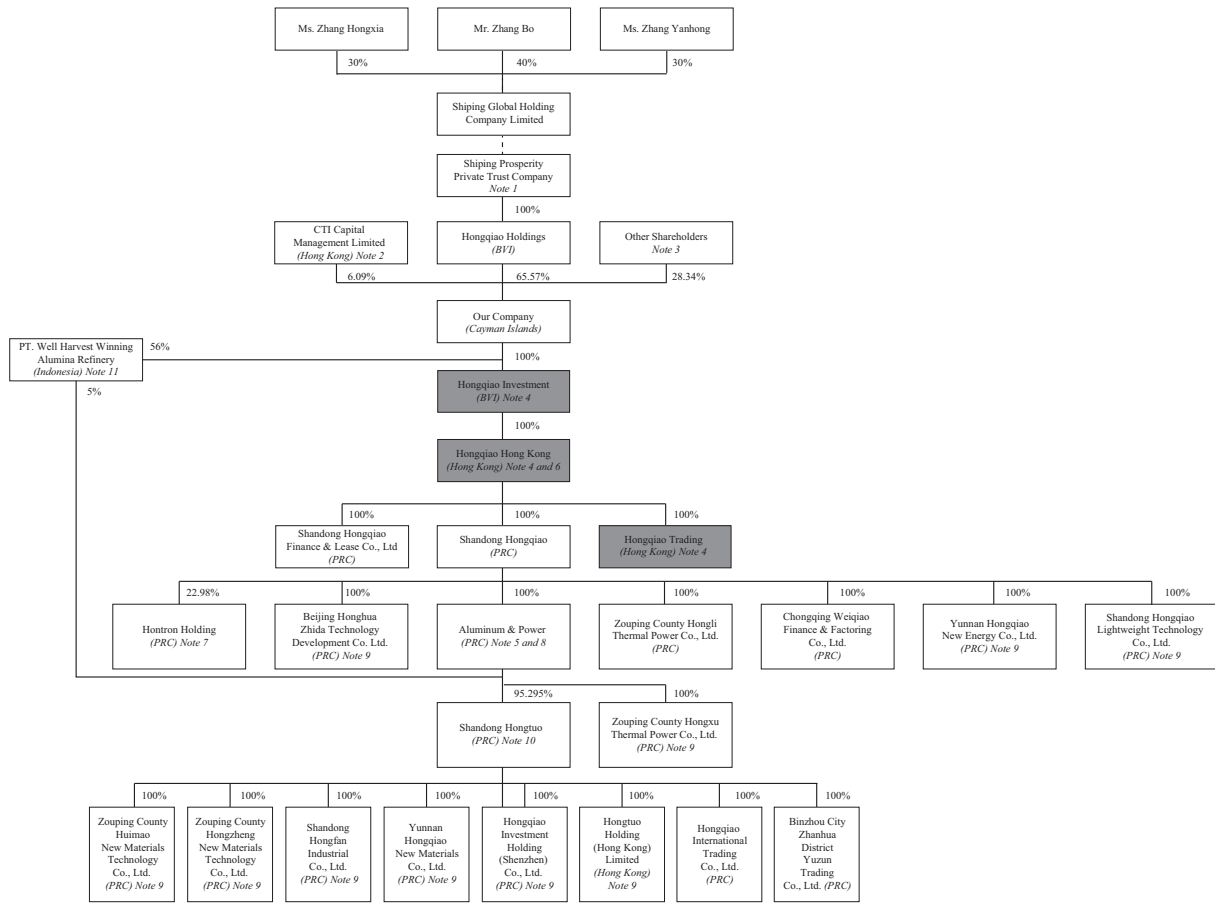 Ms. Zhang Hongxia
Mr. Zhang Bo
Ms. Zhang Yanhong
30%
40%
30%
Shiping Global Holding
Company Limited
Shiping Prosperity
Private Trust Company
Note 1
100%
CTI Capital
Management Limited
(Hong Kong) Note 2
Hongqiao Holdings
(BVI)
Other Shareholders
Note 3
6.09%
65.57%
28.34%
Our Company
(Cayman Islands)
PT. Well Harvest Winning
Alumina Refinery
(Indonesia) Note 11
56%
100%
5%
Hongqiao Investment
(BVI) Note 4
100%
Hongqiao Hong Kong
(Hong Kong) Note 4 and 6
100%
100%
100%
Shandong Hongqiao
Finance & Lease Co., Ltd
(PRC)
Shandong Hongqiao
(PRC)
Hongqiao Trading
(Hong Kong) Note 4
22.98%
100%
100%
100%
100%
100%
100%
Hontron Holding
(PRC) Note 7
Beijing Honghua
Zhida Technology
Development Co. Ltd.
(PRC) Note 9
Aluminum & Power
(PRC) Note 5 and 8
Zouping County Hongli
Thermal Power Co., Ltd.
(PRC)
Chongqing Weiqiao
Finance & Factoring
Co., Ltd.
(PRC)
Yunnan Hongqiao
New Energy Co., Ltd.
(PRC) Note 9
Shandong Hongqiao
Lightweight Technology
Co., Ltd.
(PRC) Note 9
95.295%
100%
Shandong Hongtuo
(PRC) Note 10
Zouping County Hongxu
Thermal Power Co., Ltd.
(PRC) Note 9
100%
100%
100%
100%
100%
100%
100%
100%
Zouping County
Huimao
New Materials
Technology
Co., Ltd.
(PRC) Note 9
Zouping County
Hongzheng
New Materials
Technology
Co., Ltd.
(PRC) Note 9
Shandong
Hongfan
Industrial
Co., Ltd.
(PRC) Note 9
Yunnan
Hongqiao
New Materials
Co., Ltd.
(PRC) Note 9
Hongqiao
Investment
Holding
(Shenzhen)
Co., Ltd.
(PRC) Note 9
Hongtuo
Holding
(Hong Kong)
Limited
(Hong Kong)
Note 9
Hongqiao
International
Trading
Co., Ltd.
(PRC)
Binzhou City
Zhanhua
District
Yuzun
Trading
Co., Ltd. (PRC)